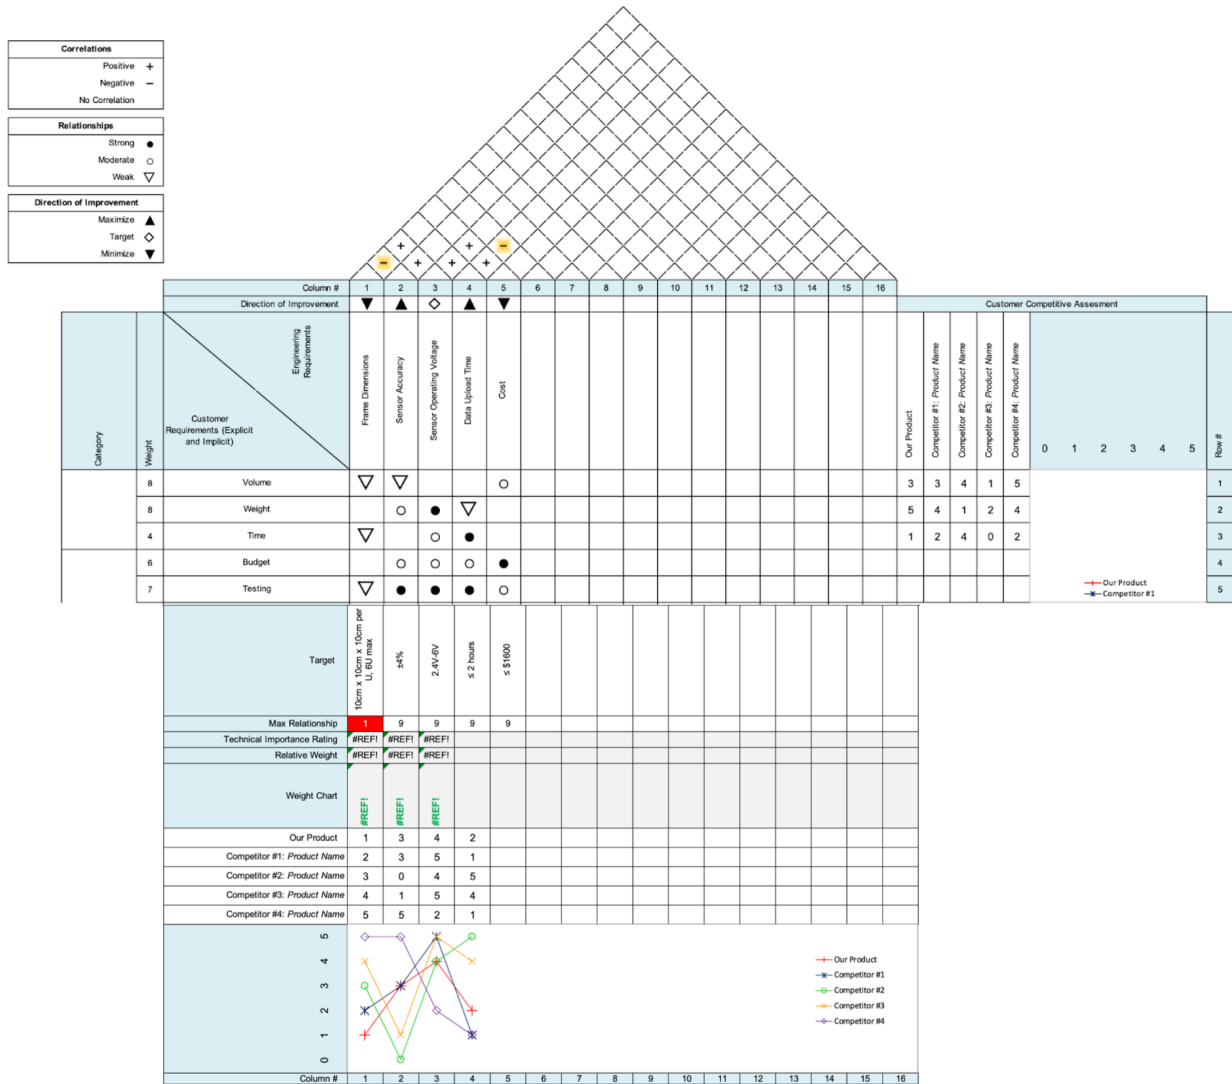 Correlations
Positive +
Negative −
No Correlation
Relationships
Strong ●
Moderate ○
Weak ▽
Direction of Improvement
Maximize ▲
Target ◇
Minimize ▼
+ + −
− + + +
Column # 1 2 3 4 5 6 7 8 9 10 11 12 13 14 15 16
Direction of Improvement ▼ ▲ ◇ ▲ ▼
Customer Competitive Assesment
Category
Weight
Customer Requirements (Explicit and Implicit)
Engineering Requirements
Frame Dimensions
Sensor Accuracy
Sensor Operating Voltage
Data Upload Time
Cost
Our Product
Competitor #1: Product Name
Competitor #2: Product Name
Competitor #3: Product Name
Competitor #4: Product Name
0 1 2 3 4 5
Row #
8 Volume ▽ ▽ ○ 3 3 4 1 5 1
8 Weight ○ ● ▽ 5 4 1 2 4 2
4 Time ▽ ○ ● 1 2 4 0 2 3
6 Budget ○ ○ ○ ● 4
7 Testing ▽ ● ● ● ○ 5
Our Product
Competitor #1
Target
10cm x 10cm x 10cm per U, 6U max
±4%
2.4V-6V
≤ 2 hours
≤ $1600
Max Relationship 1 9 9 9 9
Technical Importance Rating #REF! #REF! #REF!
Relative Weight #REF! #REF! #REF!
Weight Chart #REF! #REF! #REF!
Our Product 1 3 4 2
Competitor #1: Product Name 2 3 5 1
Competitor #2: Product Name 3 0 4 5
Competitor #3: Product Name 4 1 5 4
Competitor #4: Product Name 5 5 2 1
5
4
3
2
1
0
Our Product
Competitor #1
Competitor #2
Competitor #3
Competitor #4
Column # 1 2 3 4 5 6 7 8 9 10 11 12 13 14 15 16